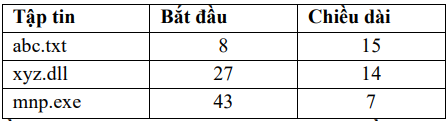 Tập tin Bắt đầu Chiều dài
abc.txt 8 15
xyz.dll 27 14
mnp.exe 43 7